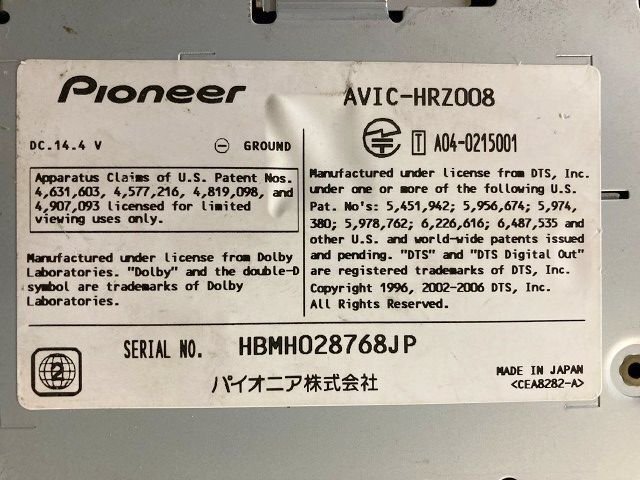 Pioneer
AVIC-HRZ008
DC.14.4 V ⊖ GROUND
T A04-0215001
Apparatus Claims of U.S. Patent Nos.
4,631,603, 4,577,216, 4,819,098, and
4,907,093 licensed for limited
viewing uses only.
Manufactured under license from Dolby
Laboratories. "Dolby" and the double-D
symbol are trademarks of Dolby
Laboratories.
Manufactured under license from DTS, Inc.
under one or more of the following U.S.
Pat. No's: 5,451,942; 5,956,674; 5,974,
380; 5,978,762; 6,226,616; 6,487,535 and
other U.S. and world-wide patents issued
and pending. "DTS" and "DTS Digital Out"
are registered trademarks of DTS, Inc.
Copyright 1996, 2002-2006 DTS, Inc.
All Rights Reserved.
SERIAL NO. HBMH028768JP
2
パイオニア株式会社
MADE IN JAPAN
<CEA8282-A>